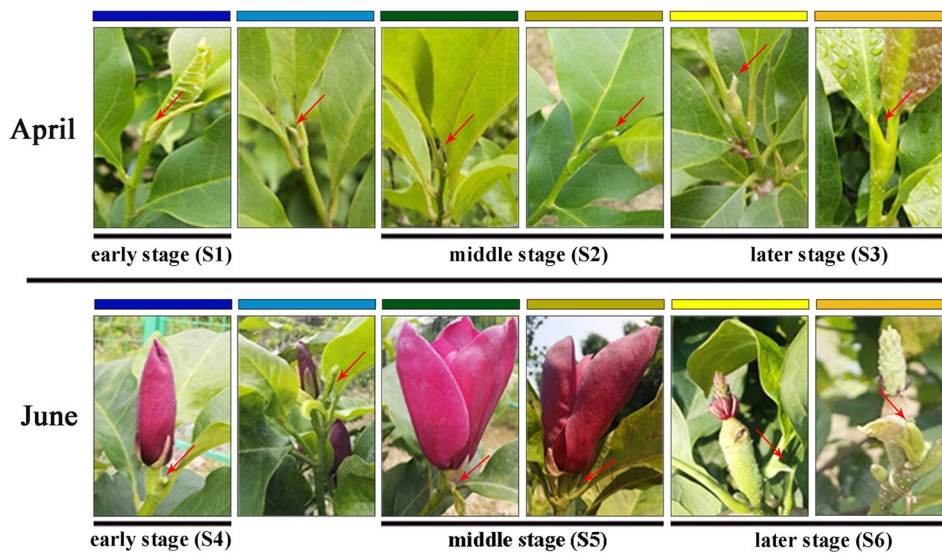 April
early stage (S1) middle stage (S2) later stage (S3)
June
early stage (S4) middle stage (S5) later stage (S6)